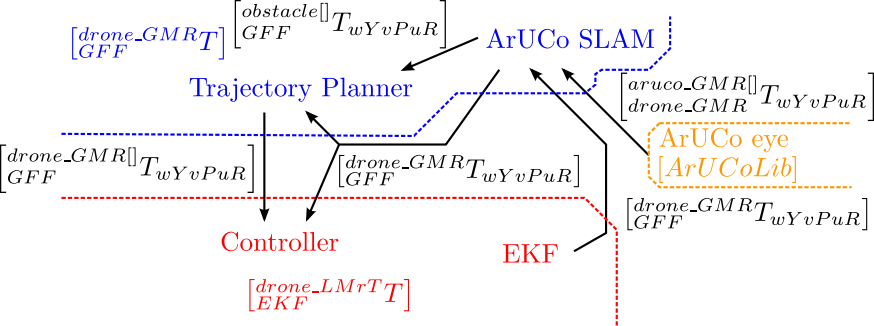 [drone_GMR GFF T]
[obstacle[] GFF T wYvPuR]
ArUCo SLAM
Trajectory Planner
[aruco_GMR[] drone_GMR T wYvPuR]
ArUCo eye
[ArUCoLib]
[drone_GMR[] GFF T wYvPuR]
[drone_GMR GFF T wYvPuR]
[drone_GMR GFF T wYvPuR]
Controller
EKF
[drone_LMrT EKF T]